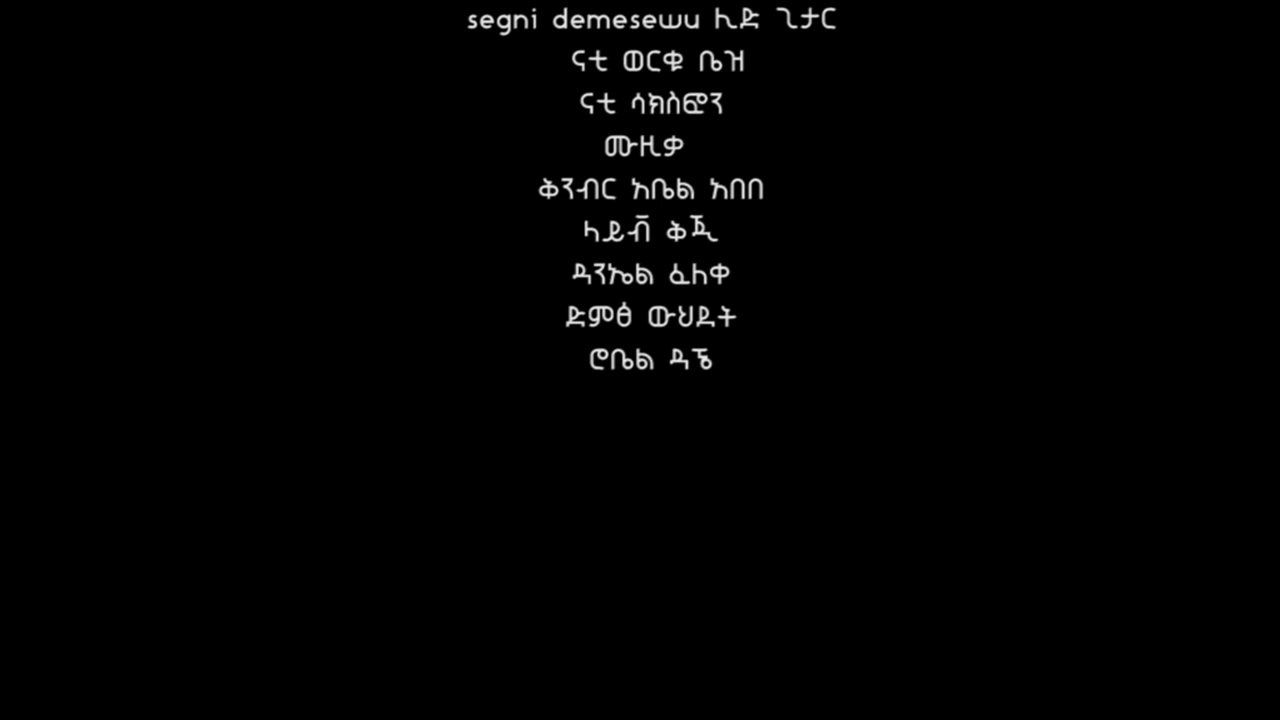 segni demesewu ሊድ ጊታር
ናቲ ወርቁ ቤዝ
ናቲ ሳክስፎን
ሙዚቃ
ቅንብር አቤል አበበ
ላይቭ ቅጂ
ዳንኤል ፈለቀ
ድምፅ ውህደት
ሮቤል ዳኜ